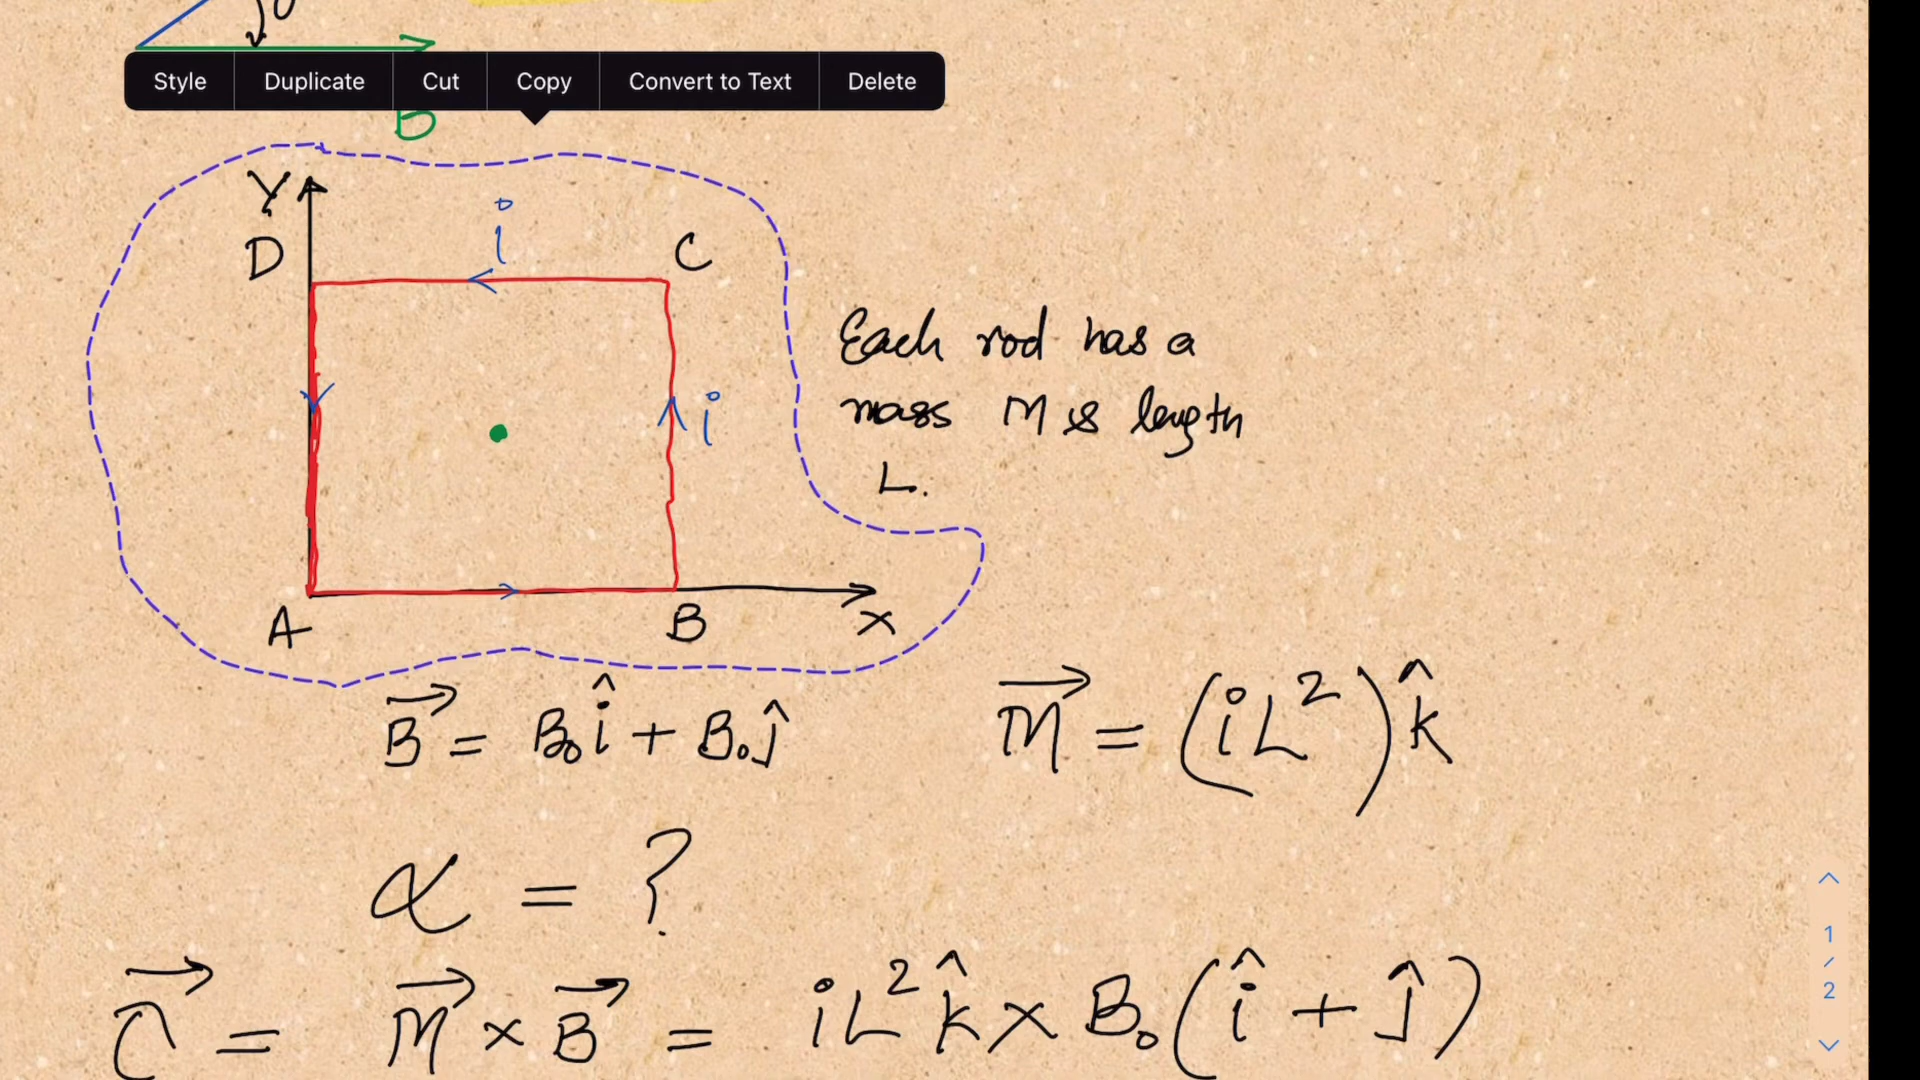 θ
Style Duplicate Cut Copy Convert to Text Delete
B
Y
i
D C
i
Each rod has a
mass M & length
L.
A B X
B⃗ = B₀î + B₀ĵ
M⃗ = (iL²)k̂
α = ?
C⃗ = M⃗ × B⃗ = iL²k̂ × B₀(î + ĵ)
1
/
2